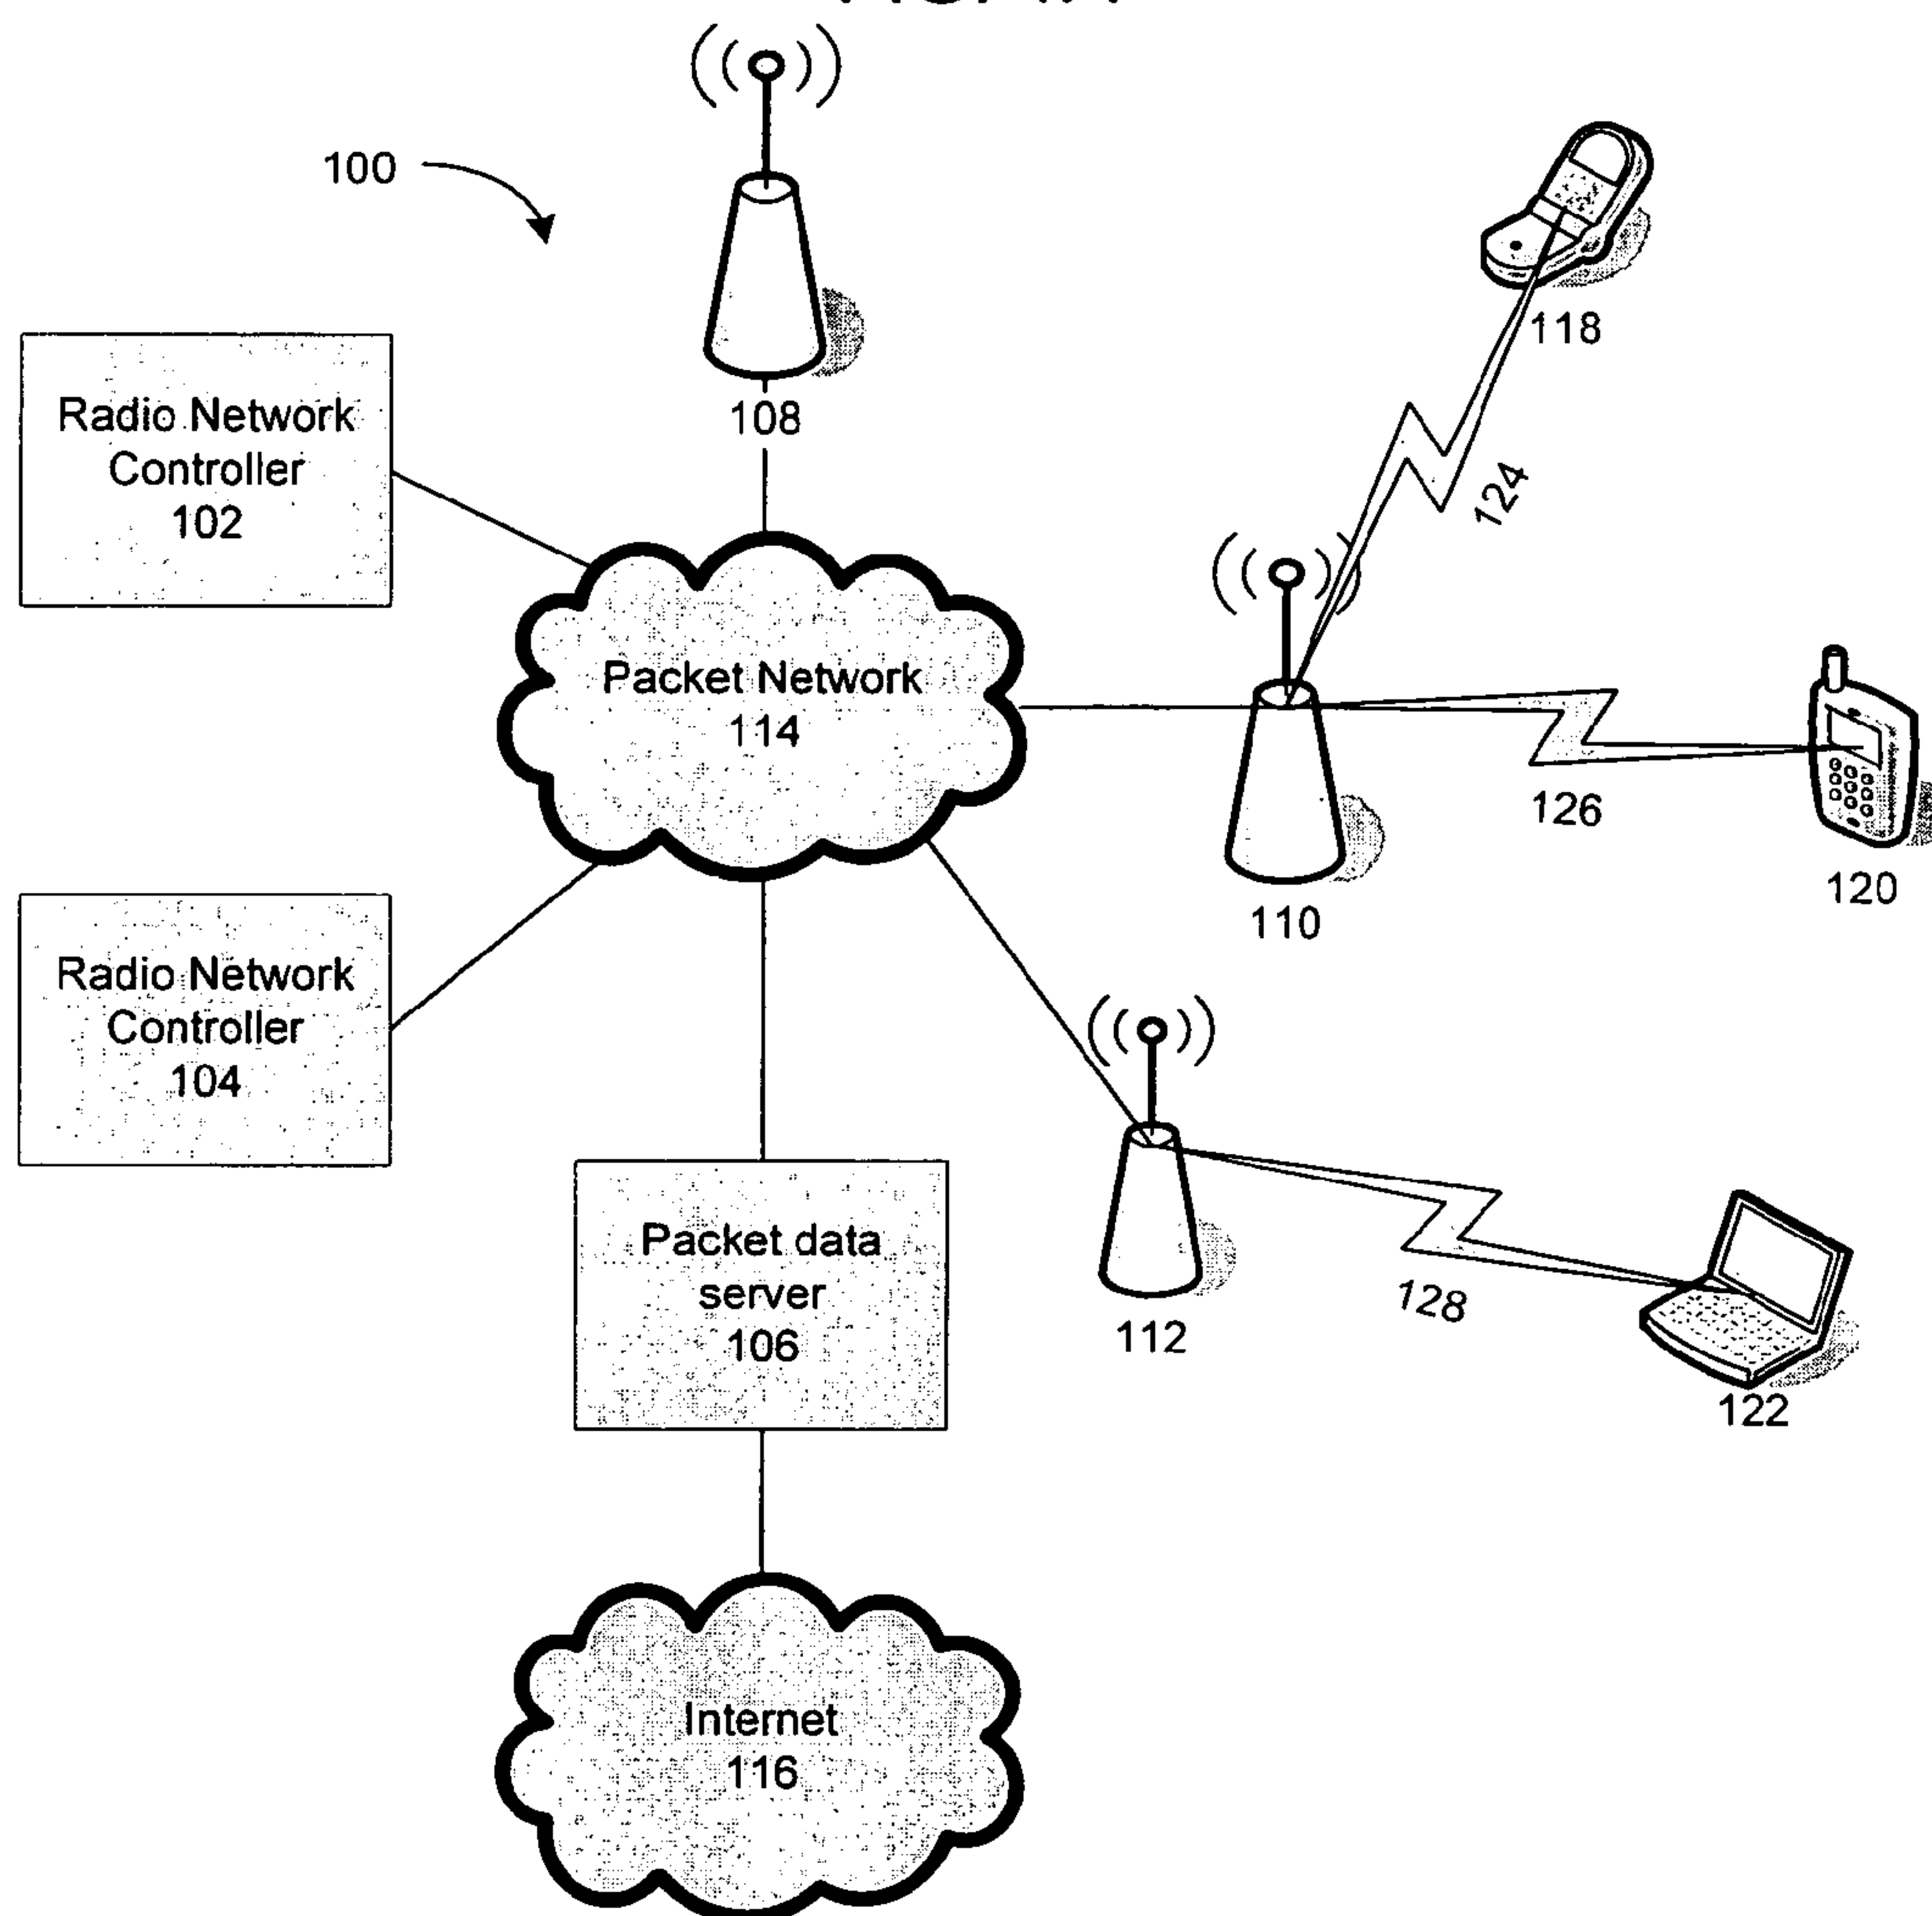 100
108
118
Radio Network
Controller
102
124
Packet Network
114
126
120
110
Radio Network
Controller
104
Packet data
server
106
112
128
122
Internet
116